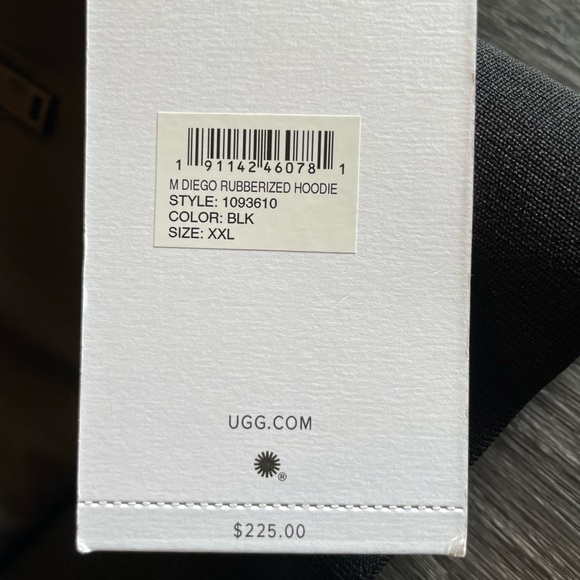 1 91142 46078 1
M DIEGO RUBBERIZED HOODIE
STYLE: 1093610
COLOR: BLK
SIZE: XXL
UGG.COM
®
$225.00